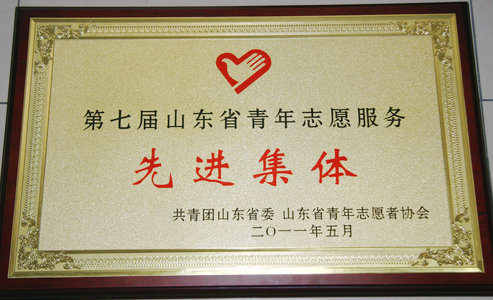 第七届山东省青年志愿服务
先进集体
共青团山东省委 山东省青年志愿者协会
二〇一一年五月